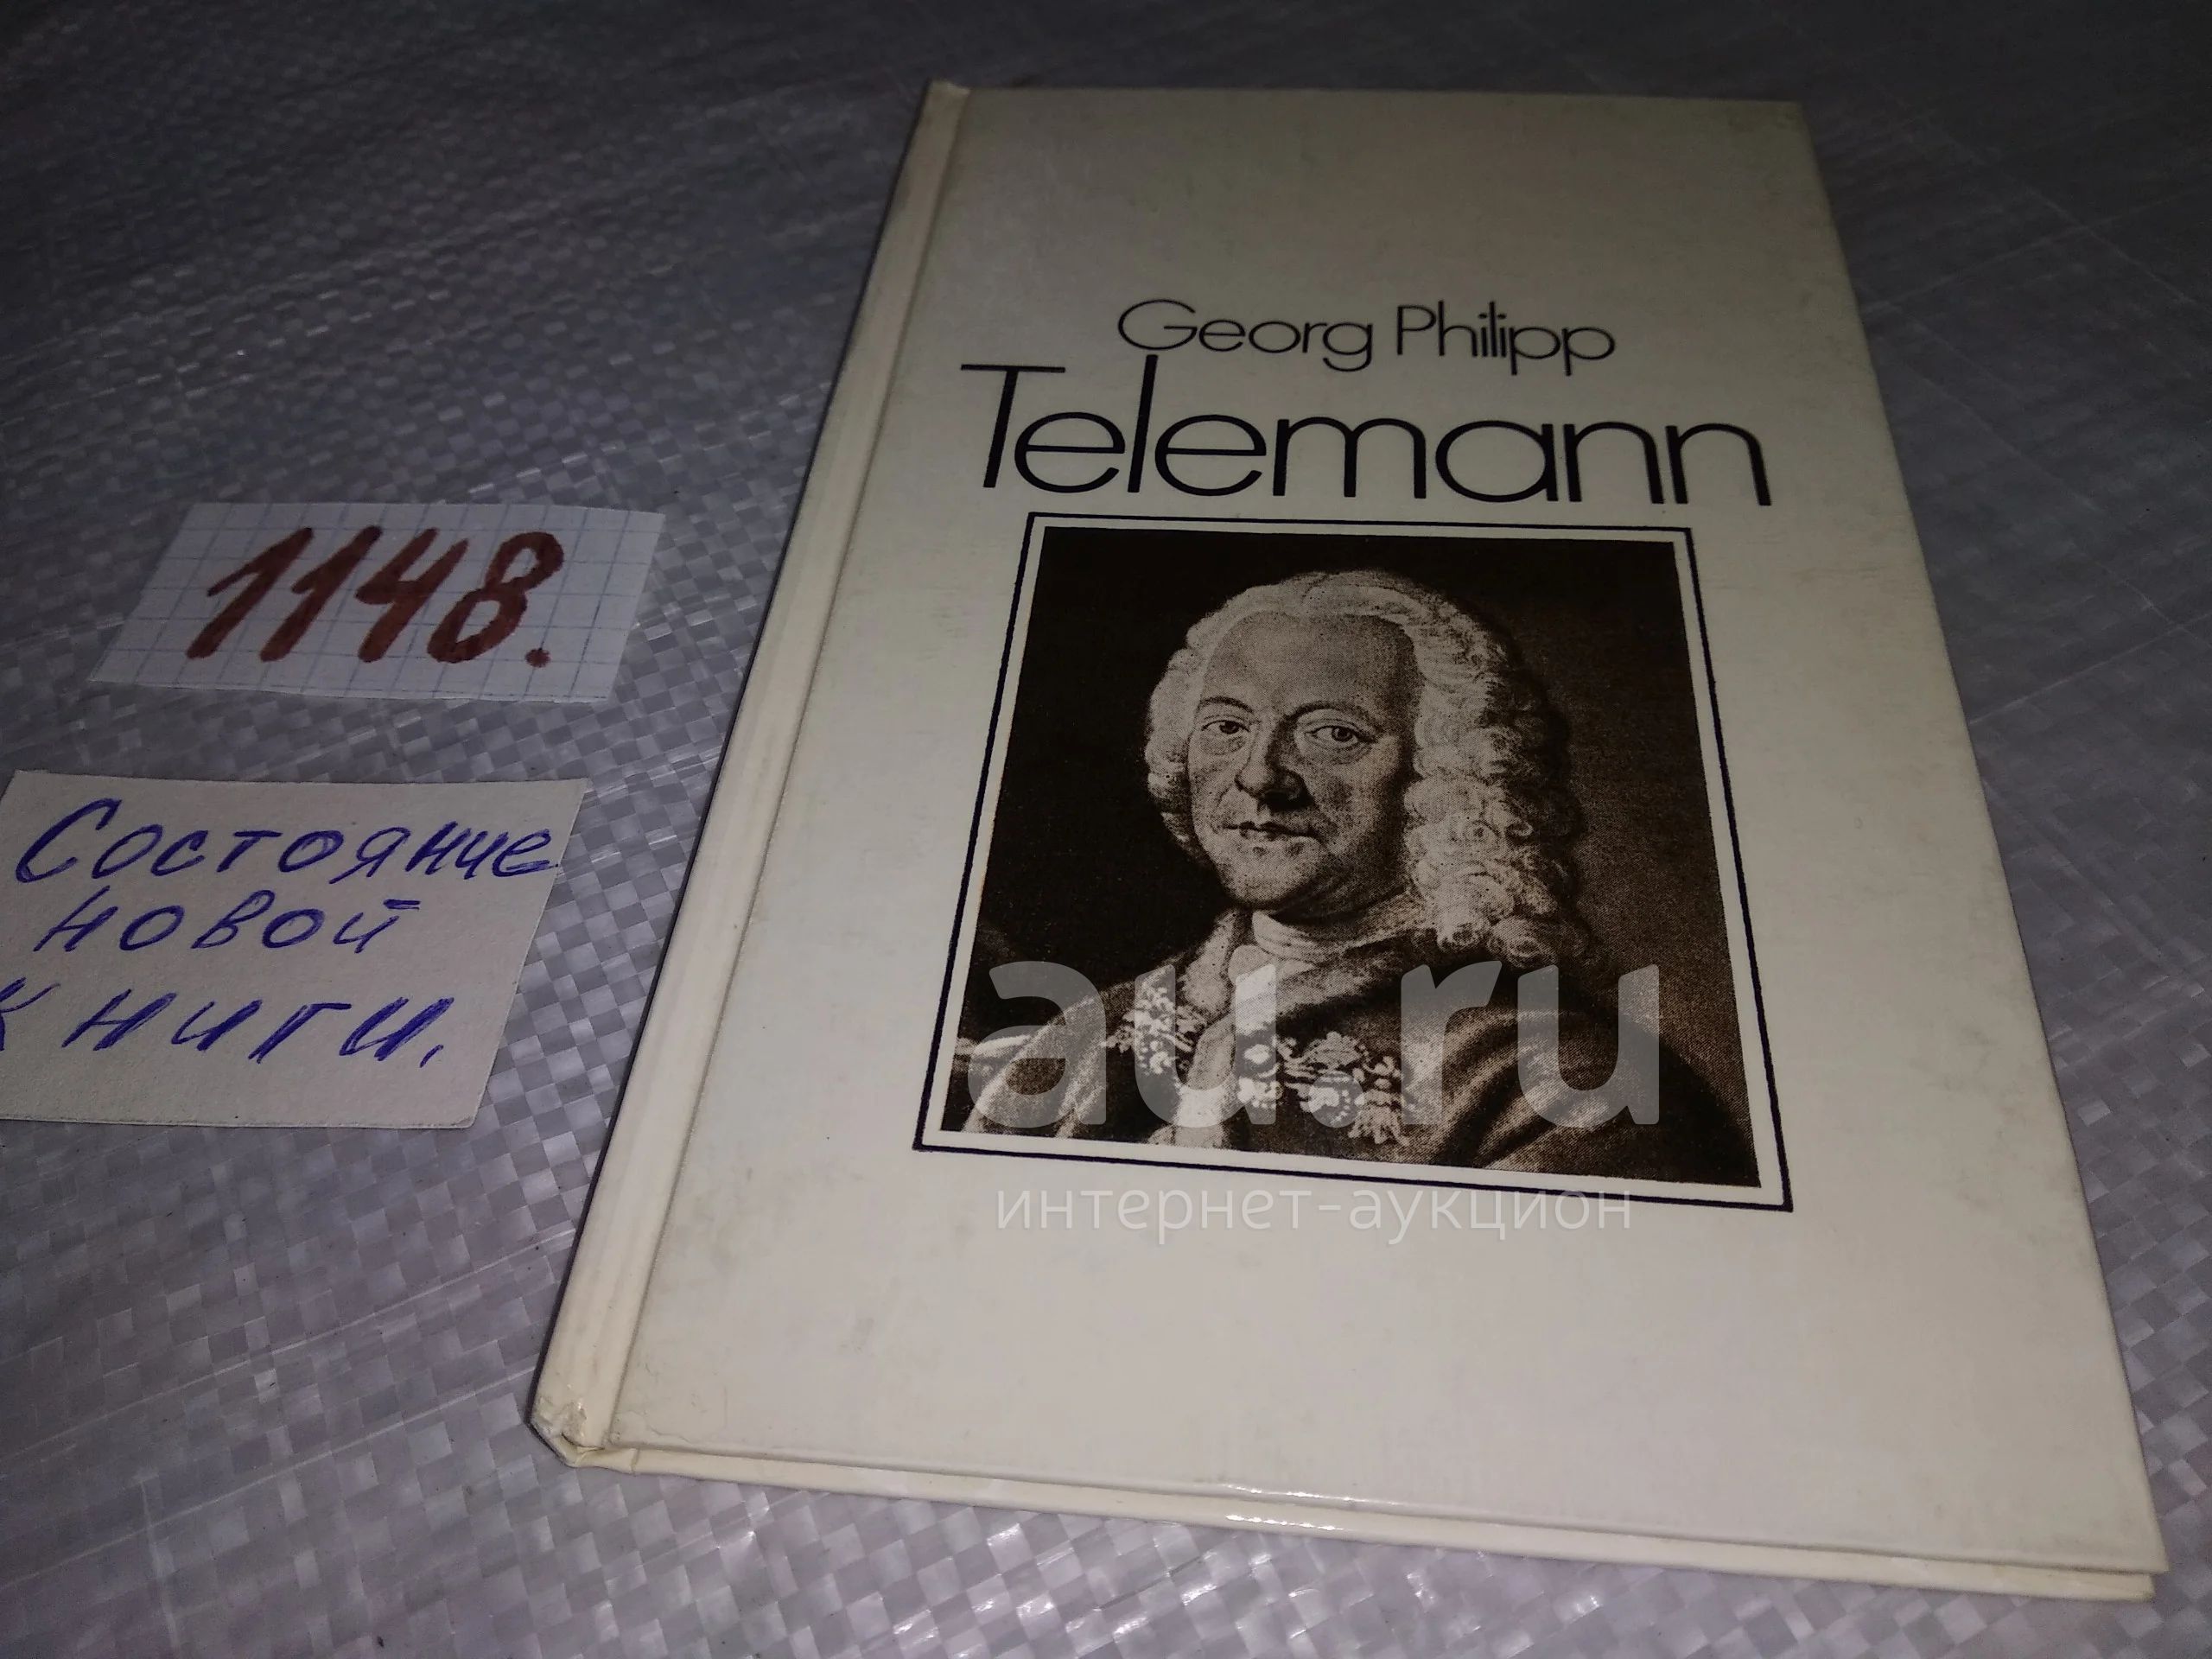 Georg Philipp
Telemann
1148.
Состояние
новой
книги.
au.ru
интернет-аукцион